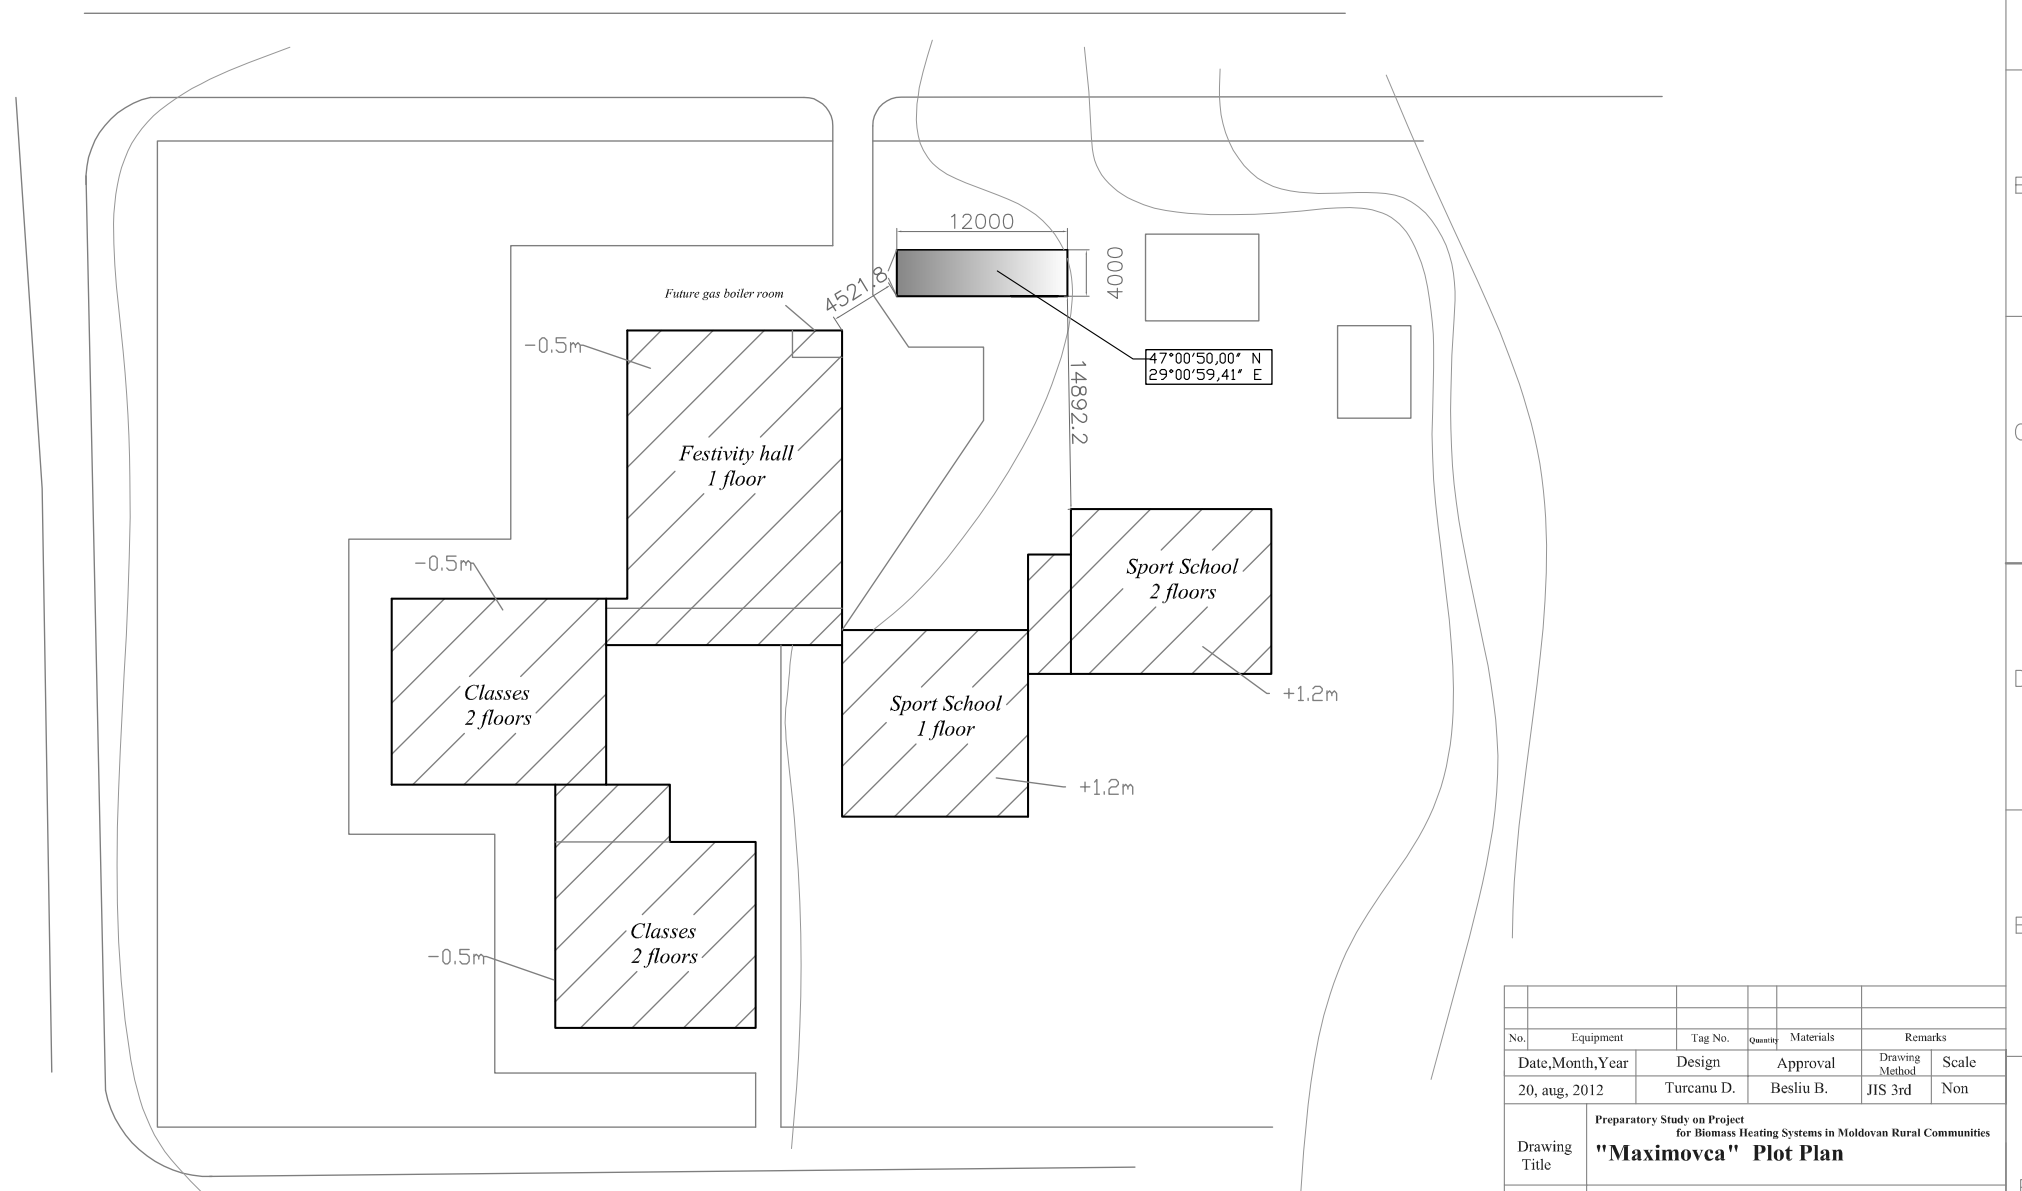 12000
4000
4521.8
Future gas boiler room
-0.5m
47°00'50,00" N
29°00'59,41" E
14892.2
Festivity hall
1 floor
-0.5m
Sport School
2 floors
Classes
2 floors
Sport School
1 floor
+1.2m
+1.2m
Classes
2 floors
-0.5m
No. Equipment Tag No. Quantity Materials Remarks
Date,Month,Year Design Approval Drawing Method Scale
20, aug, 2012 Turcanu D. Besliu B. JIS 3rd Non
Drawing Title
Preparatory Study on Project
for Biomass Heating Systems in Moldovan Rural Communities
"Maximovca" Plot Plan